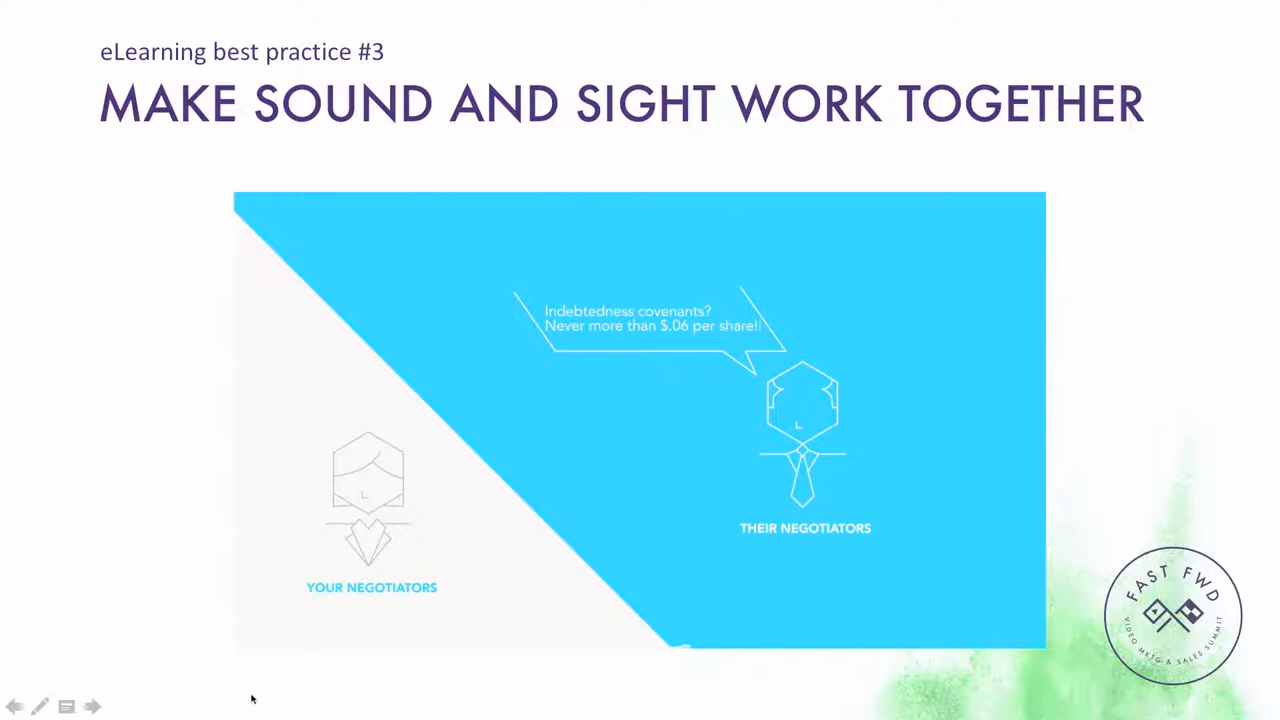 eLearning best practice #3
MAKE SOUND AND SIGHT WORK TOGETHER
Indebtedness covenants?
Never more than $.06 per share!!
THEIR NEGOTIATORS
YOUR NEGOTIATORS
FAST FWD
VIDEO MKTG & SALES SUMMIT